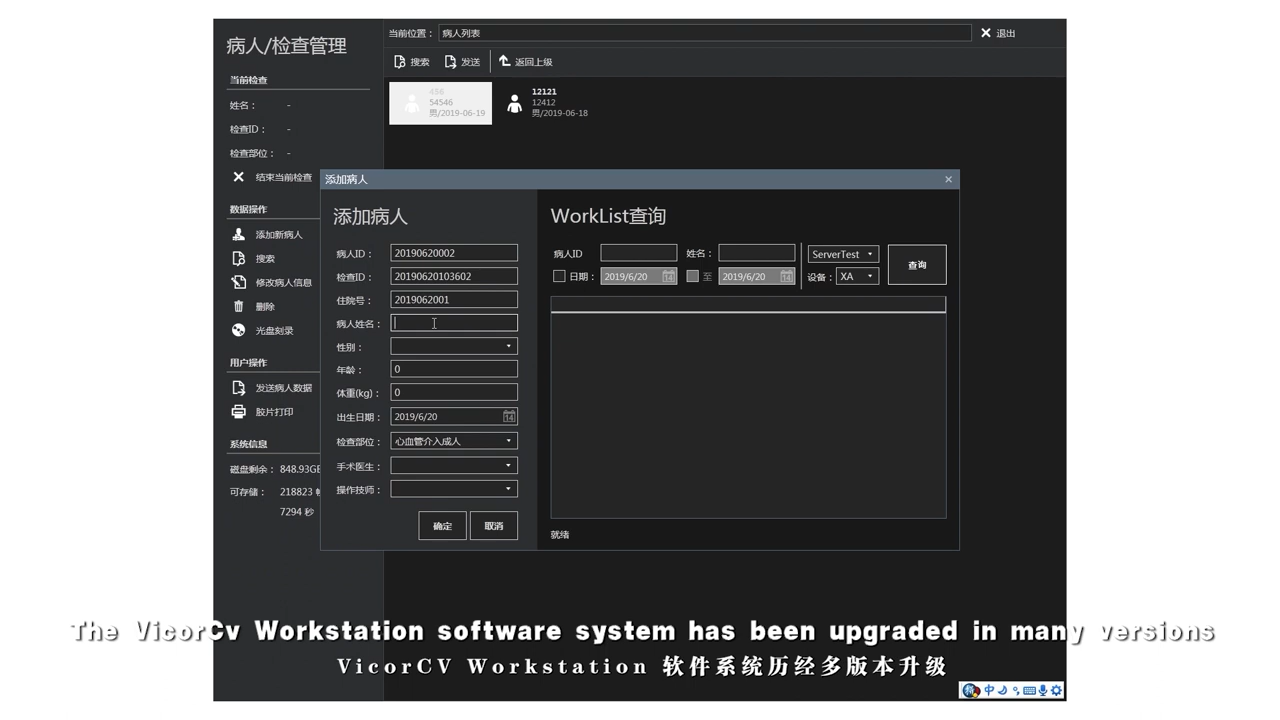 病人/检查管理
当前检查
姓名： -
检查ID： -
检查部位： -
结束当前检查
数据操作
添加新病人
搜索
修改病人信息
删除
光盘刻录
用户操作
发送病人数据
胶片打印
系统信息
磁盘剩余： 848.93GB
可存储： 218823
7294 秒
当前位置： 病人列表
退出
搜索 发送 返回上级
456
54546
男/2019-06-19
12121
12412
男/2019-06-18
添加病人
添加病人
病人ID： 20190620002
检查ID： 20190620103602
住院号： 2019062001
病人姓名：
性别：
年龄： 0
体重(kg)： 0
出生日期： 2019/6/20 14
检查部位： 心血管介入成人
手术医生：
操作技师：
确定 取消
WorkList查询
病人ID 姓名： ServerTest
日期： 2019/6/20 14 至 2019/6/20 14 设备： XA
查询
就绪
The VicorCv Workstation software system has been upgraded in many versions
VicorCV Workstation 软件系统历经多版本升级
中